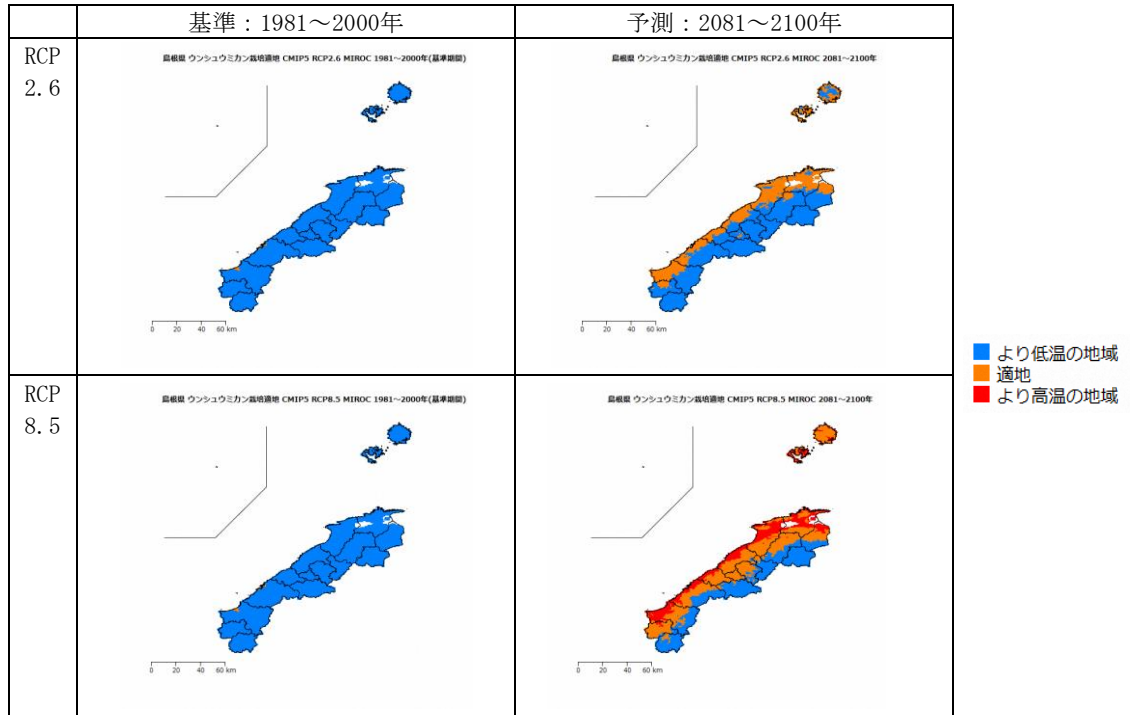 基準：1981～2000年
予測：2081～2100年
RCP
2.6
島根県 ウンシュウミカン栽培適地 CMIP5 RCP2.6 MIROC 1981～2000年(基準期間)
0 20 40 60 km
島根県 ウンシュウミカン栽培適地 CMIP5 RCP2.6 MIROC 2081～2100年
0 20 40 60 km
RCP
8.5
島根県 ウンシュウミカン栽培適地 CMIP5 RCP8.5 MIROC 1981～2000年(基準期間)
0 20 40 60 km
島根県 ウンシュウミカン栽培適地 CMIP5 RCP8.5 MIROC 2081～2100年
0 20 40 60 km
より低温の地域
適地
より高温の地域